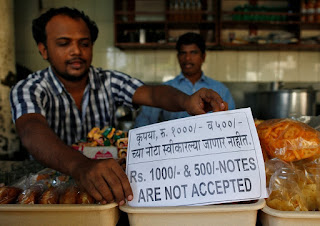 कृपया, रु. १०००/- व ५००/-
च्या नोटा स्वीकारल्या जाणार नाहीत.
Rs. 1000/- & 500/-NOTES
ARE NOT ACCEPTED